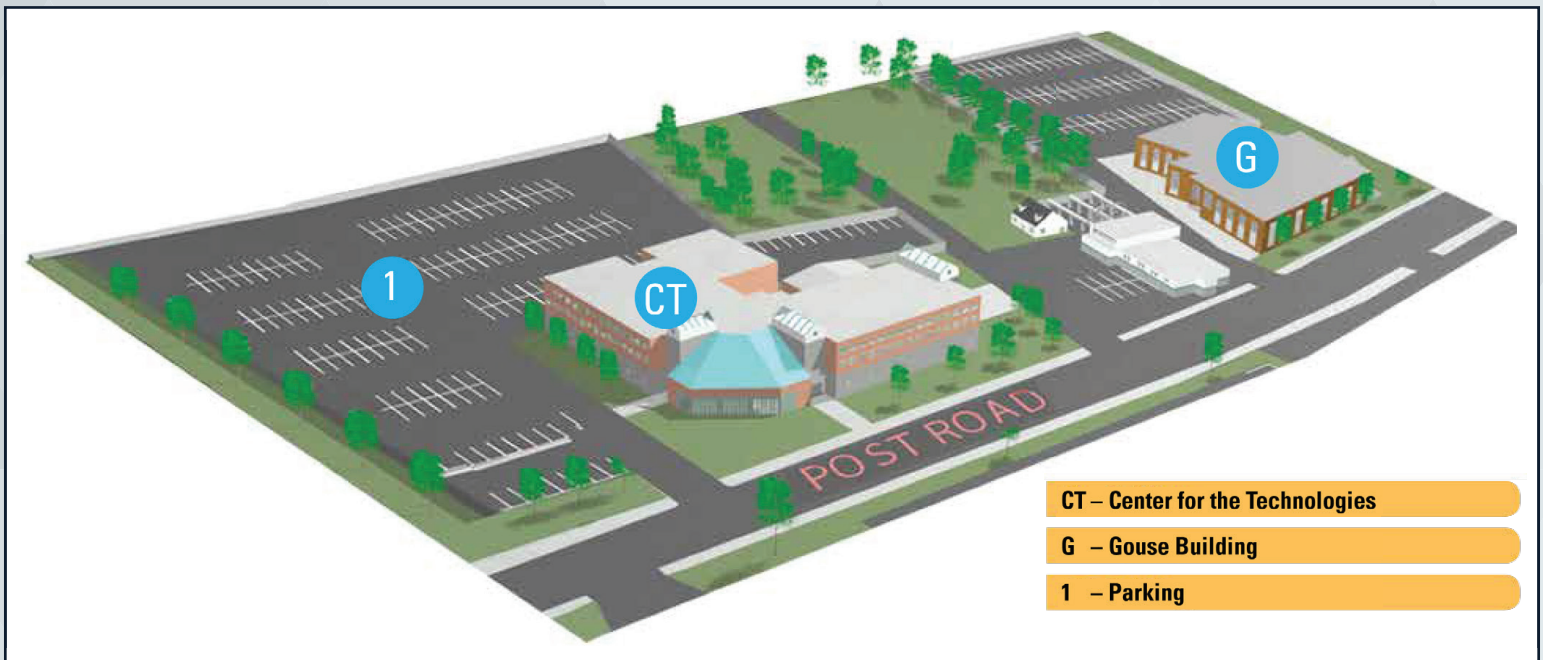 G
1
CT
POST ROAD
CT – Center for the Technologies
G – Gouse Building
1 – Parking